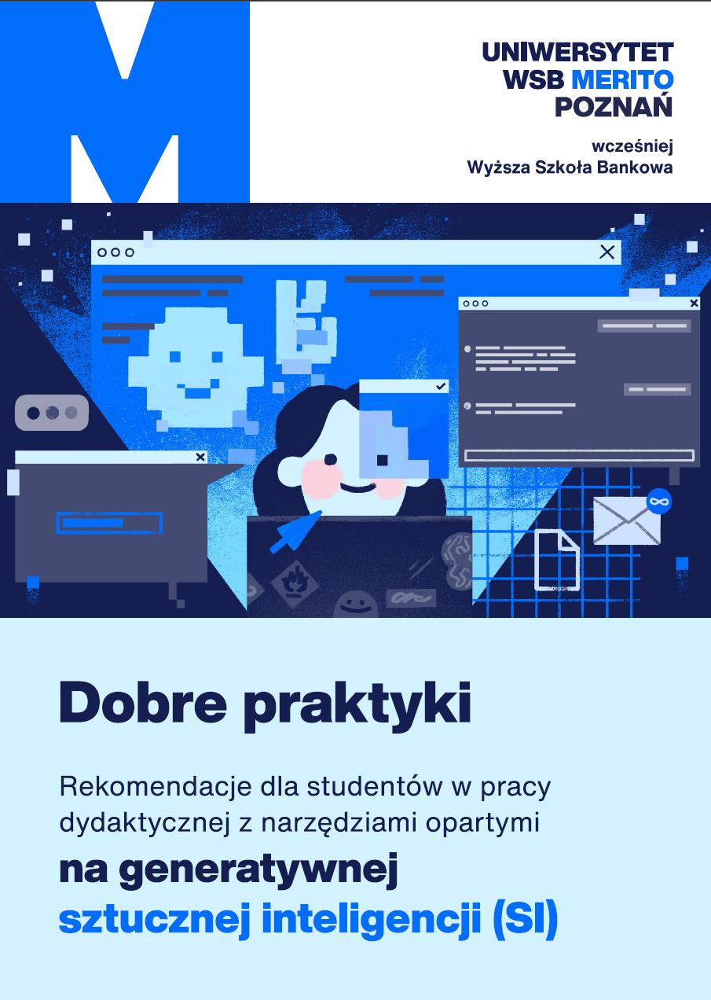 UNIWERSYTET
WSB MERITO
POZNAŃ
wcześniej
Wyższa Szkoła Bankowa
Dobre praktyki
Rekomendacje dla studentów w pracy
dydaktycznej z narzędziami opartymi
na generatywnej
sztucznej inteligencji (SI)